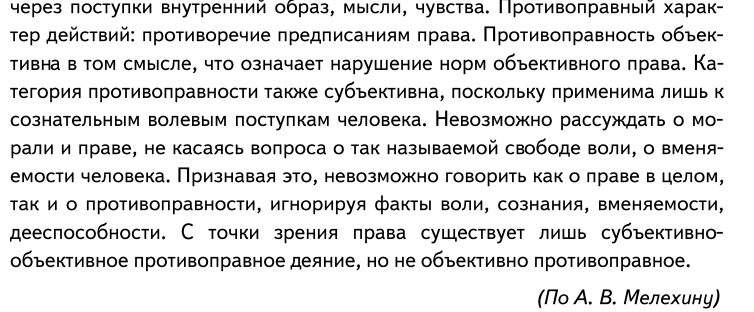 через поступки внутренний образ, мысли, чувства. Противоправный харак-
тер действий: противоречие предписаниям права. Противоправность объек-
тивна в том смысле, что означает нарушение норм объективного права. Ка-
тегория противоправности также субъективна, поскольку применима лишь к
сознательным волевым поступкам человека. Невозможно рассуждать о мо-
рали и праве, не касаясь вопроса о так называемой свободе воли, о вменя-
емости человека. Признавая это, невозможно говорить как о праве в целом,
так и о противоправности, игнорируя факты воли, сознания, вменяемости,
дееспособности. С точки зрения права существует лишь субъективно-
объективное противоправное деяние, но не объективно противоправное.
(По А. В. Мелехину)